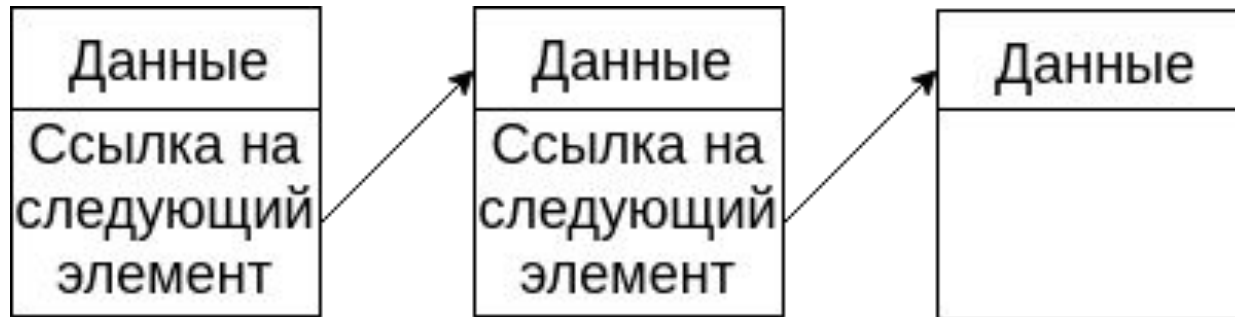 Данные
Ссылка на
следующий
элемент
Данные
Ссылка на
следующий
элемент
Данные